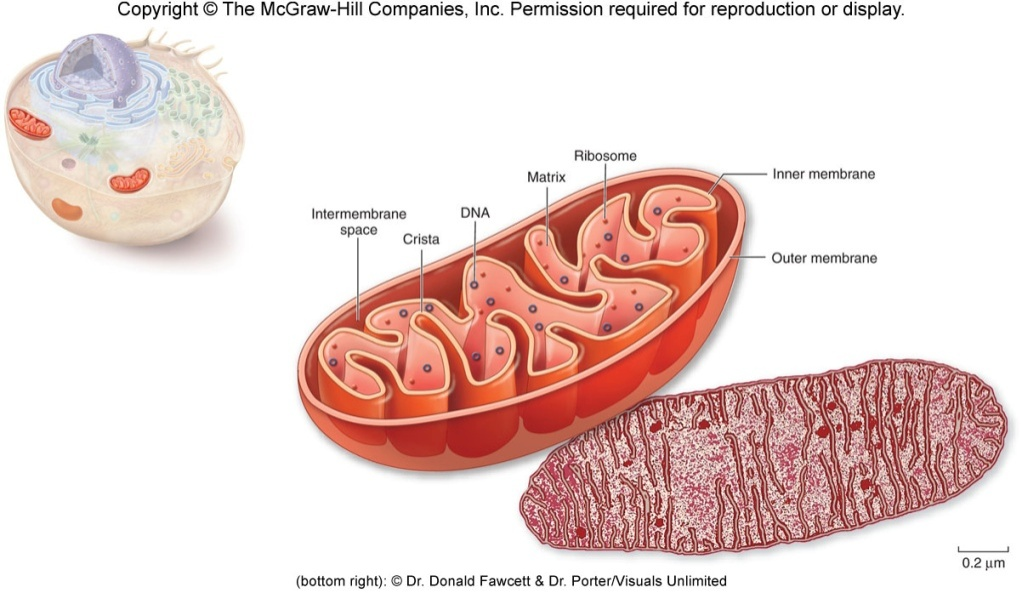 Copyright © The McGraw-Hill Companies, Inc. Permission required for reproduction or display.
Ribosome
Matrix
Inner membrane
DNA
Intermembrane
space
Crista
Outer membrane
0.2 µm
(bottom right): © Dr. Donald Fawcett & Dr. Porter/Visuals Unlimited